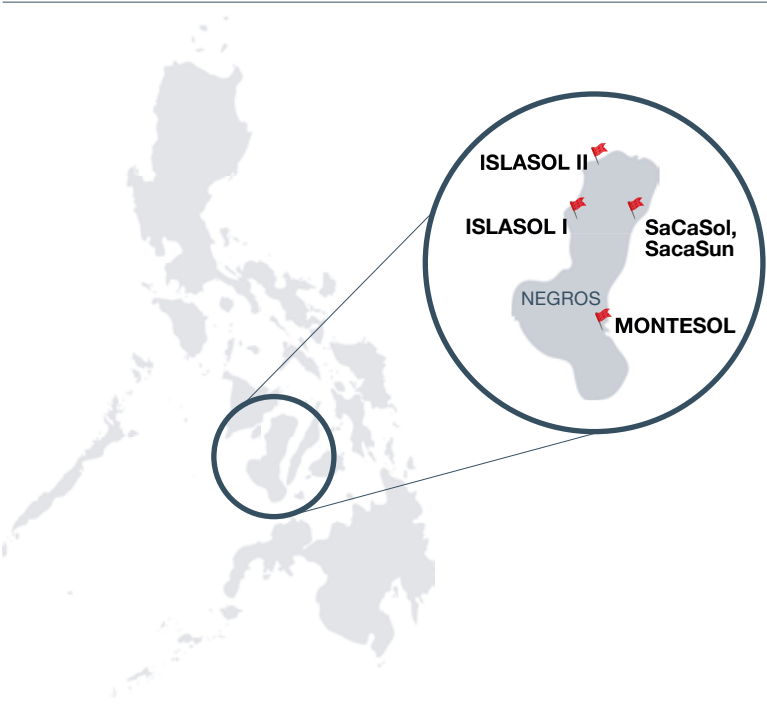 ISLASOL II
ISLASOL I
SaCaSol,
SacaSun
NEGROS
MONTESOL